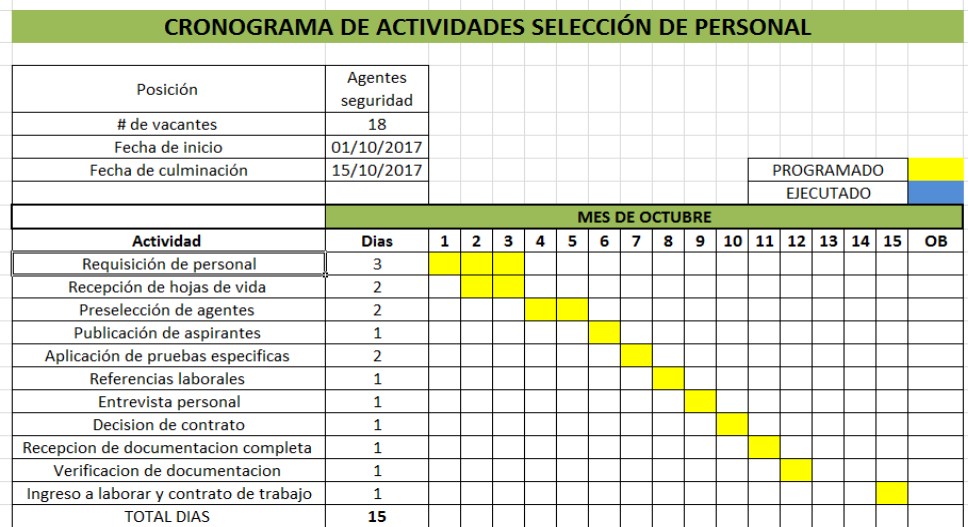 CRONOGRAMA DE ACTIVIDADES SELECCIÓN DE PERSONAL
Posición Agentes seguridad
# de vacantes 18
Fecha de inicio 01/10/2017
Fecha de culminación 15/10/2017
PROGRAMADO
EJECUTADO
MES DE OCTUBRE
Actividad Dias 1 2 3 4 5 6 7 8 9 10 11 12 13 14 15 OB
Requisición de personal 3
Recepción de hojas de vida 2
Preselección de agentes 2
Publicación de aspirantes 1
Aplicación de pruebas especificas 2
Referencias laborales 1
Entrevista personal 1
Decision de contrato 1
Recepcion de documentacion completa 1
Verificacion de documentacion 1
Ingreso a laborar y contrato de trabajo 1
TOTAL DIAS 15